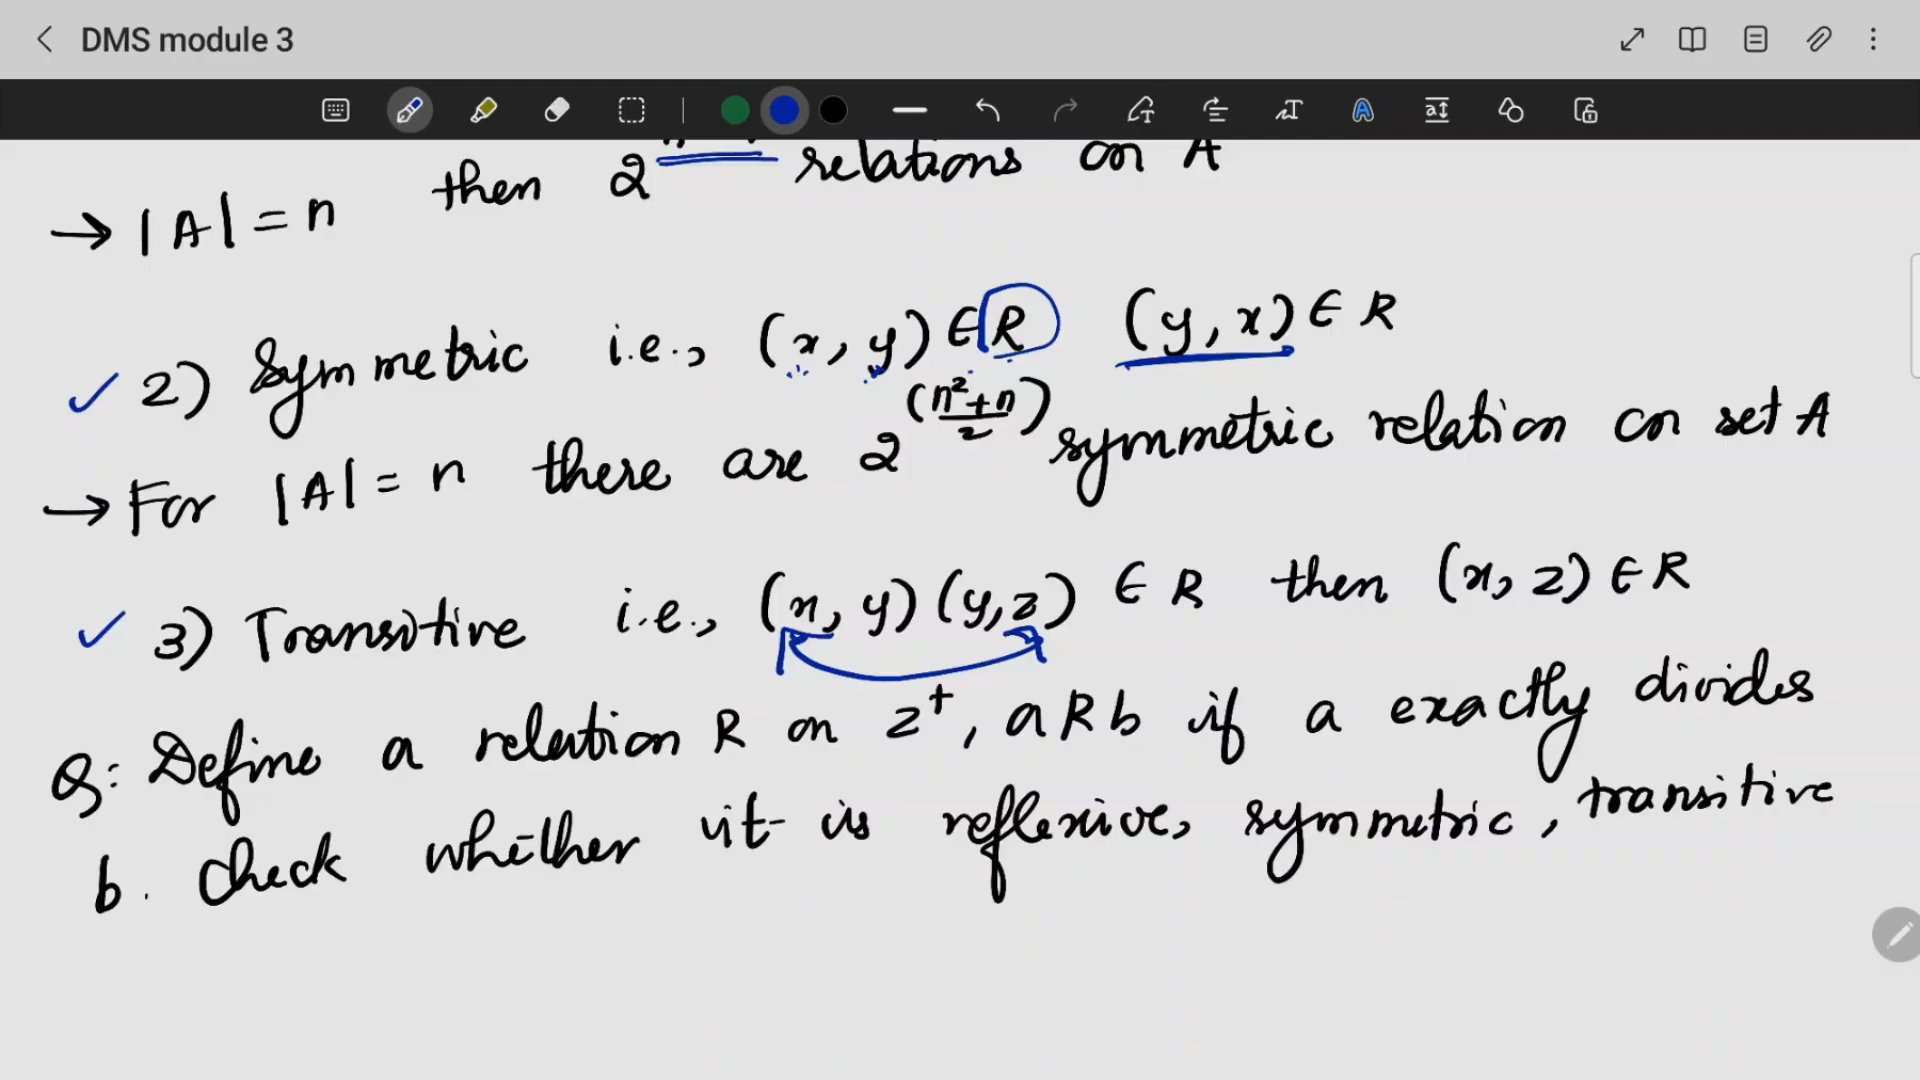 DMS module 3
→ |A| = n then 2 relations on A
✓ 2) Symmetric i.e., (x, y) ∈ R (y, x) ∈ R
→ For |A| = n there are 2^((n²+n)/2) symmetric relation on set A
✓ 3) Transitive i.e., (x, y) (y, z) ∈ R then (x, z) ∈ R
Q: Define a relation R on z⁺, aRb if a exactly divides
b. check whether it is reflexive, symmetric, transitive